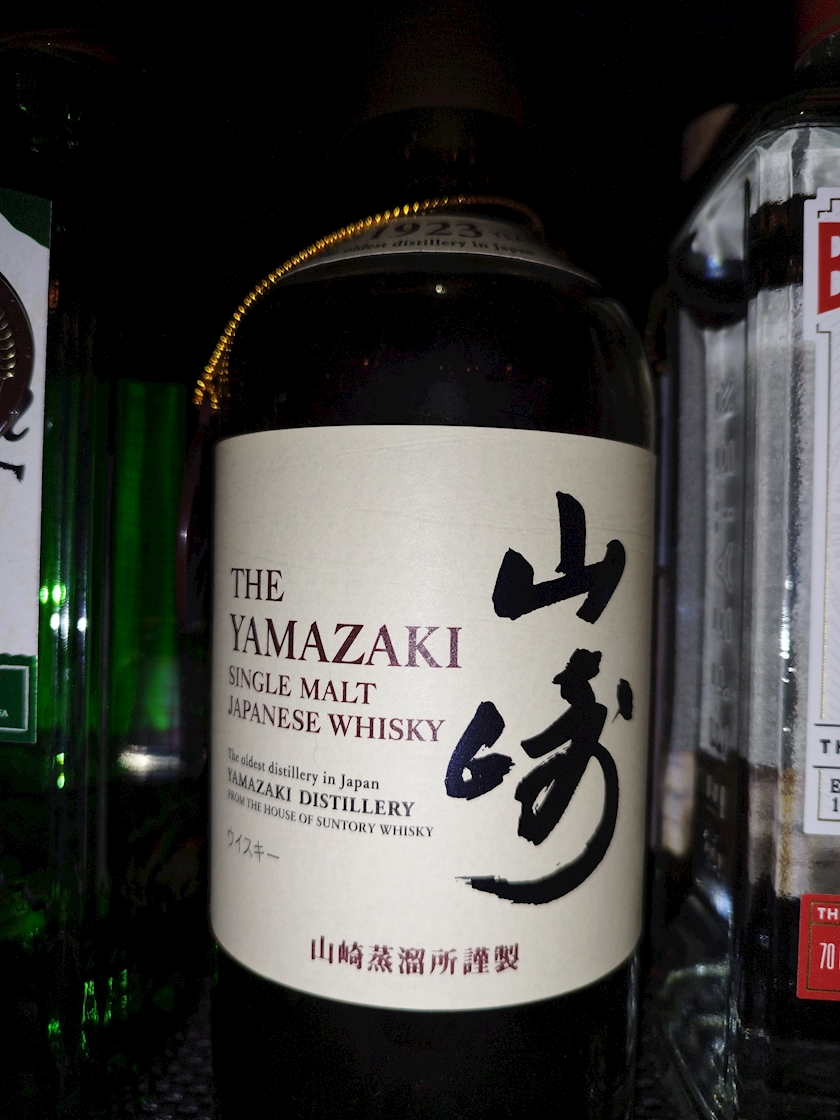 1923
oldest distillery in Japan
山崎
THE
YAMAZAKI
SINGLE MALT
JAPANESE WHISKY
The oldest distillery in Japan
YAMAZAKI DISTILLERY
FROM THE HOUSE OF SUNTORY WHISKY
ウイスキー
山崎蒸溜所謹製
B
TH
70